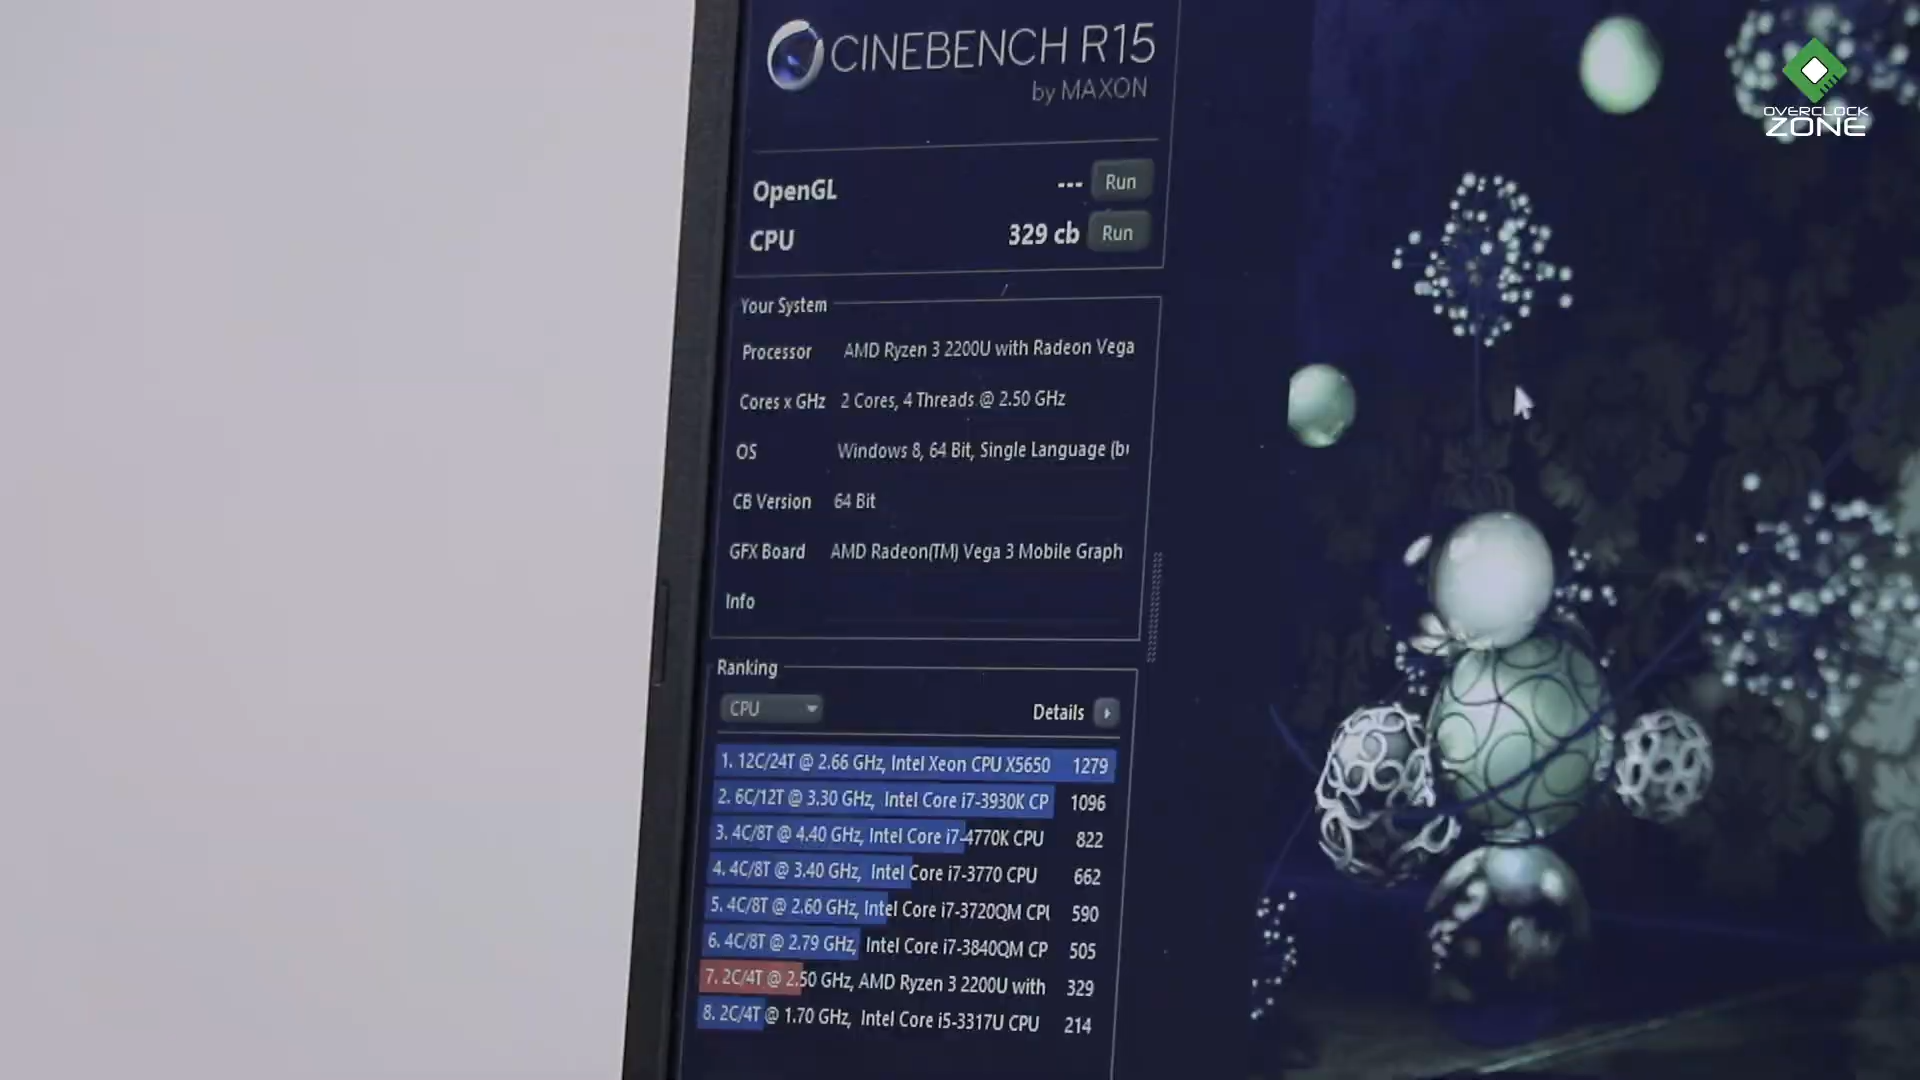 CINEBENCH R15
by MAXON
OVERCLOCK
ZONE
OpenGL --- Run
CPU 329 cb Run
Your System
Processor AMD Ryzen 3 2200U with Radeon Vega
Cores x GHz 2 Cores, 4 Threads @ 2.50 GHz
OS Windows 8, 64 Bit, Single Language (b
CB Version 64 Bit
GFX Board AMD Radeon(TM) Vega 3 Mobile Graph
Info
Ranking
CPU Details
1. 12C/24T @ 2.66 GHz, Intel Xeon CPU X5650 1279
2. 6C/12T @ 3.30 GHz, Intel Core i7-3930K CP 1096
3. 4C/8T @ 4.40 GHz, Intel Core i7-4770K CPU 822
4. 4C/8T @ 3.40 GHz, Intel Core i7-3770 CPU 662
5. 4C/8T @ 2.60 GHz, Intel Core i7-3720QM CPU 590
6. 4C/8T @ 2.79 GHz, Intel Core i7-3840QM CP 505
7. 2C/4T @ 2.50 GHz, AMD Ryzen 3 2200U with 329
8. 2C/4T @ 1.70 GHz, Intel Core i5-3317U CPU 214